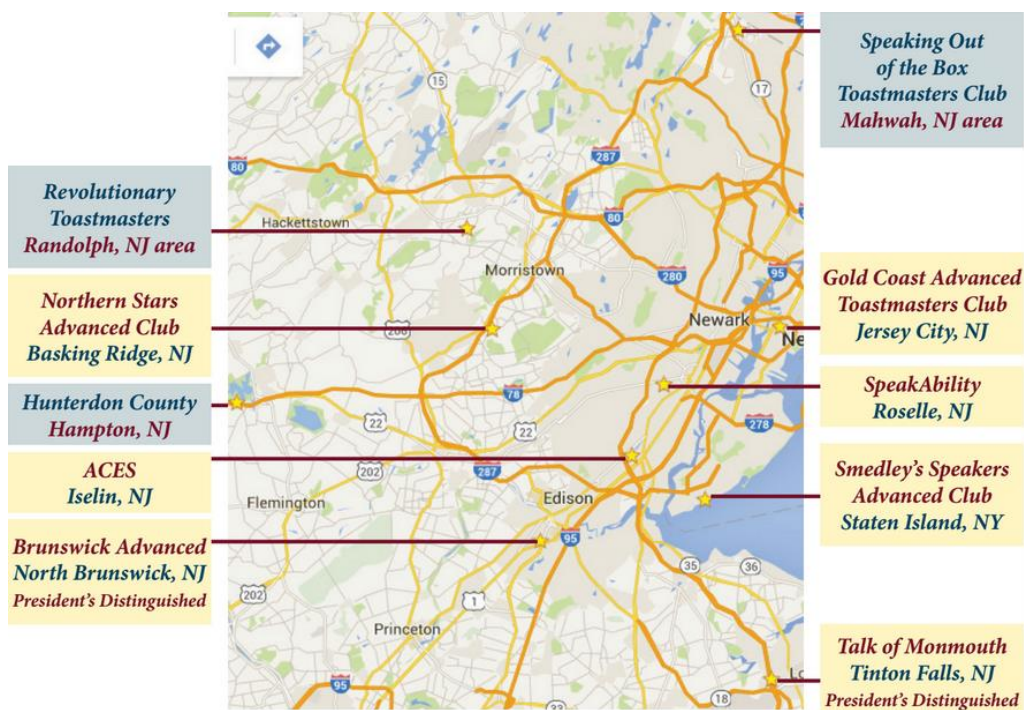 Speaking Out
of the Box
Toastmasters Club
Mahwah, NJ area
Revolutionary
Toastmasters
Randolph, NJ area
Northern Stars
Advanced Club
Basking Ridge, NJ
Hunterdon County
Hampton, NJ
ACES
Iselin, NJ
Brunswick Advanced
North Brunswick, NJ
President's Distinguished
Gold Coast Advanced
Toastmasters Club
Jersey City, NJ
SpeakAbility
Roselle, NJ
Smedley's Speakers
Advanced Club
Staten Island, NY
Talk of Monmouth
Tinton Falls, NJ
President's Distinguished
15
17
287
80
Hackettstown
80
Morristown
280
95
206
Newark
Ne
78
22
22
278
202
287
Flemington
Edison
95
35
36
202
1
Princeton
95
18
33
Lo